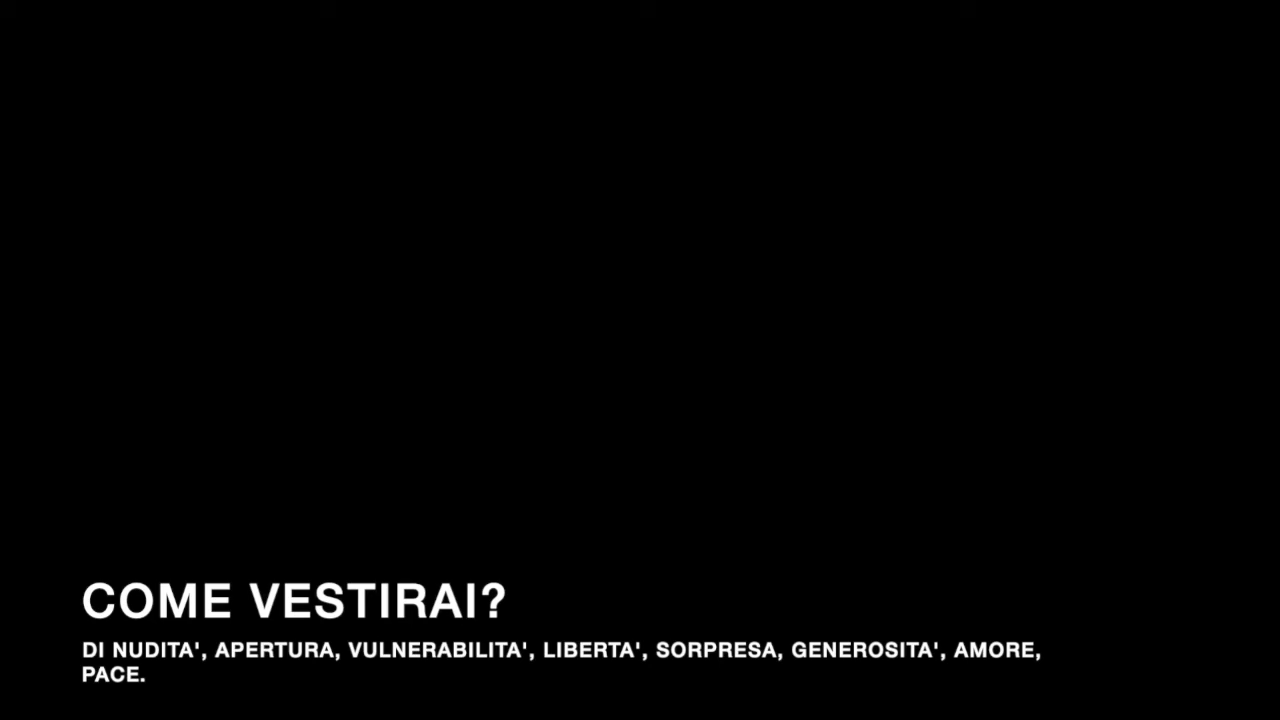 COME VESTIRAI?
DI NUDITA', APERTURA, VULNERABILITA', LIBERTA', SORPRESA, GENEROSITA', AMORE,
PACE.